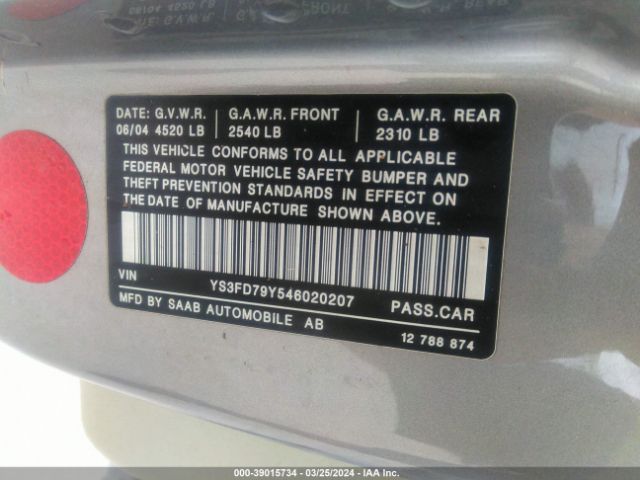 DATE: G.V.W.R. G.A.W.R. FRONT G.A.W.R. REAR
06/04 4520 LB 2540 LB 2310 LB
THIS VEHICLE CONFORMS TO ALL APPLICABLE
FEDERAL MOTOR VEHICLE SAFETY BUMPER AND
THEFT PREVENTION STANDARDS IN EFFECT ON
THE DATE OF MANUFACTURE SHOWN ABOVE.
VIN YS3FD79Y546020207 PASS.CAR
MFD BY SAAB AUTOMOBILE AB
12 788 874
000-39015734 - 03/25/2024 - IAA Inc.